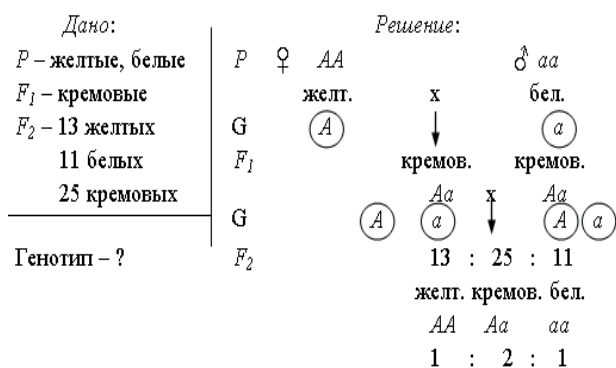 Дано: Решение:
P – желтые, белые P ♀ AA ♂ aa
F₁ – кремовые желт. x бел.
F₂ – 13 желтых G A a
11 белых F₁ кремов. кремов.
25 кремовых Aa x Aa
G A a A a
Генотип – ? F₂ 13 : 25 : 11
желт. кремов. бел.
AA Aa aa
1 : 2 : 1